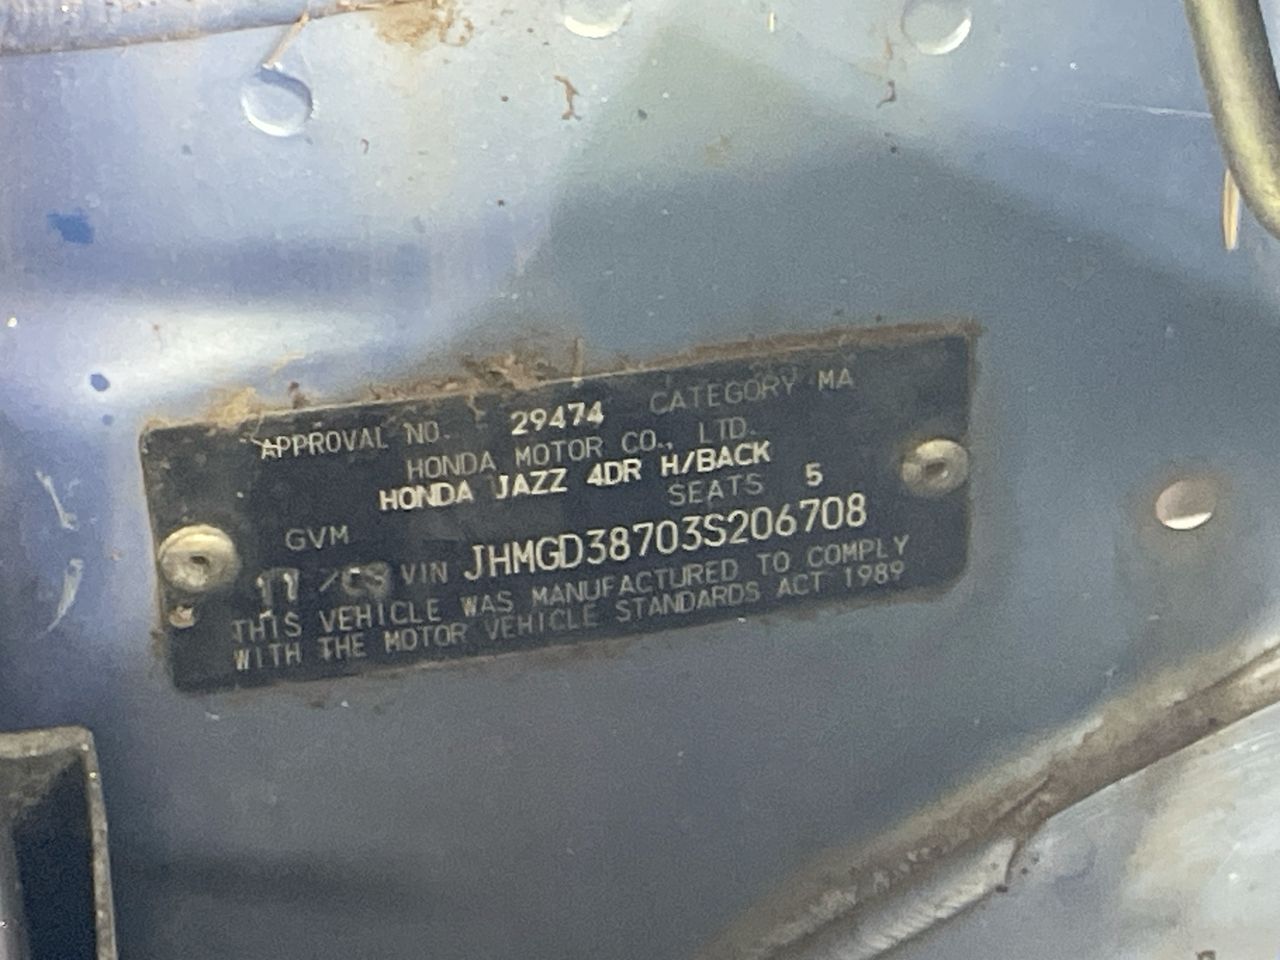 APPROVAL NO. 29474 CATEGORY MA
HONDA MOTOR CO., LTD.
HONDA JAZZ 4DR H/BACK
GVM SEATS 5
VIN JHMGD38703S206708
THIS VEHICLE WAS MANUFACTURED TO COMPLY
WITH THE MOTOR VEHICLE STANDARDS ACT 1989